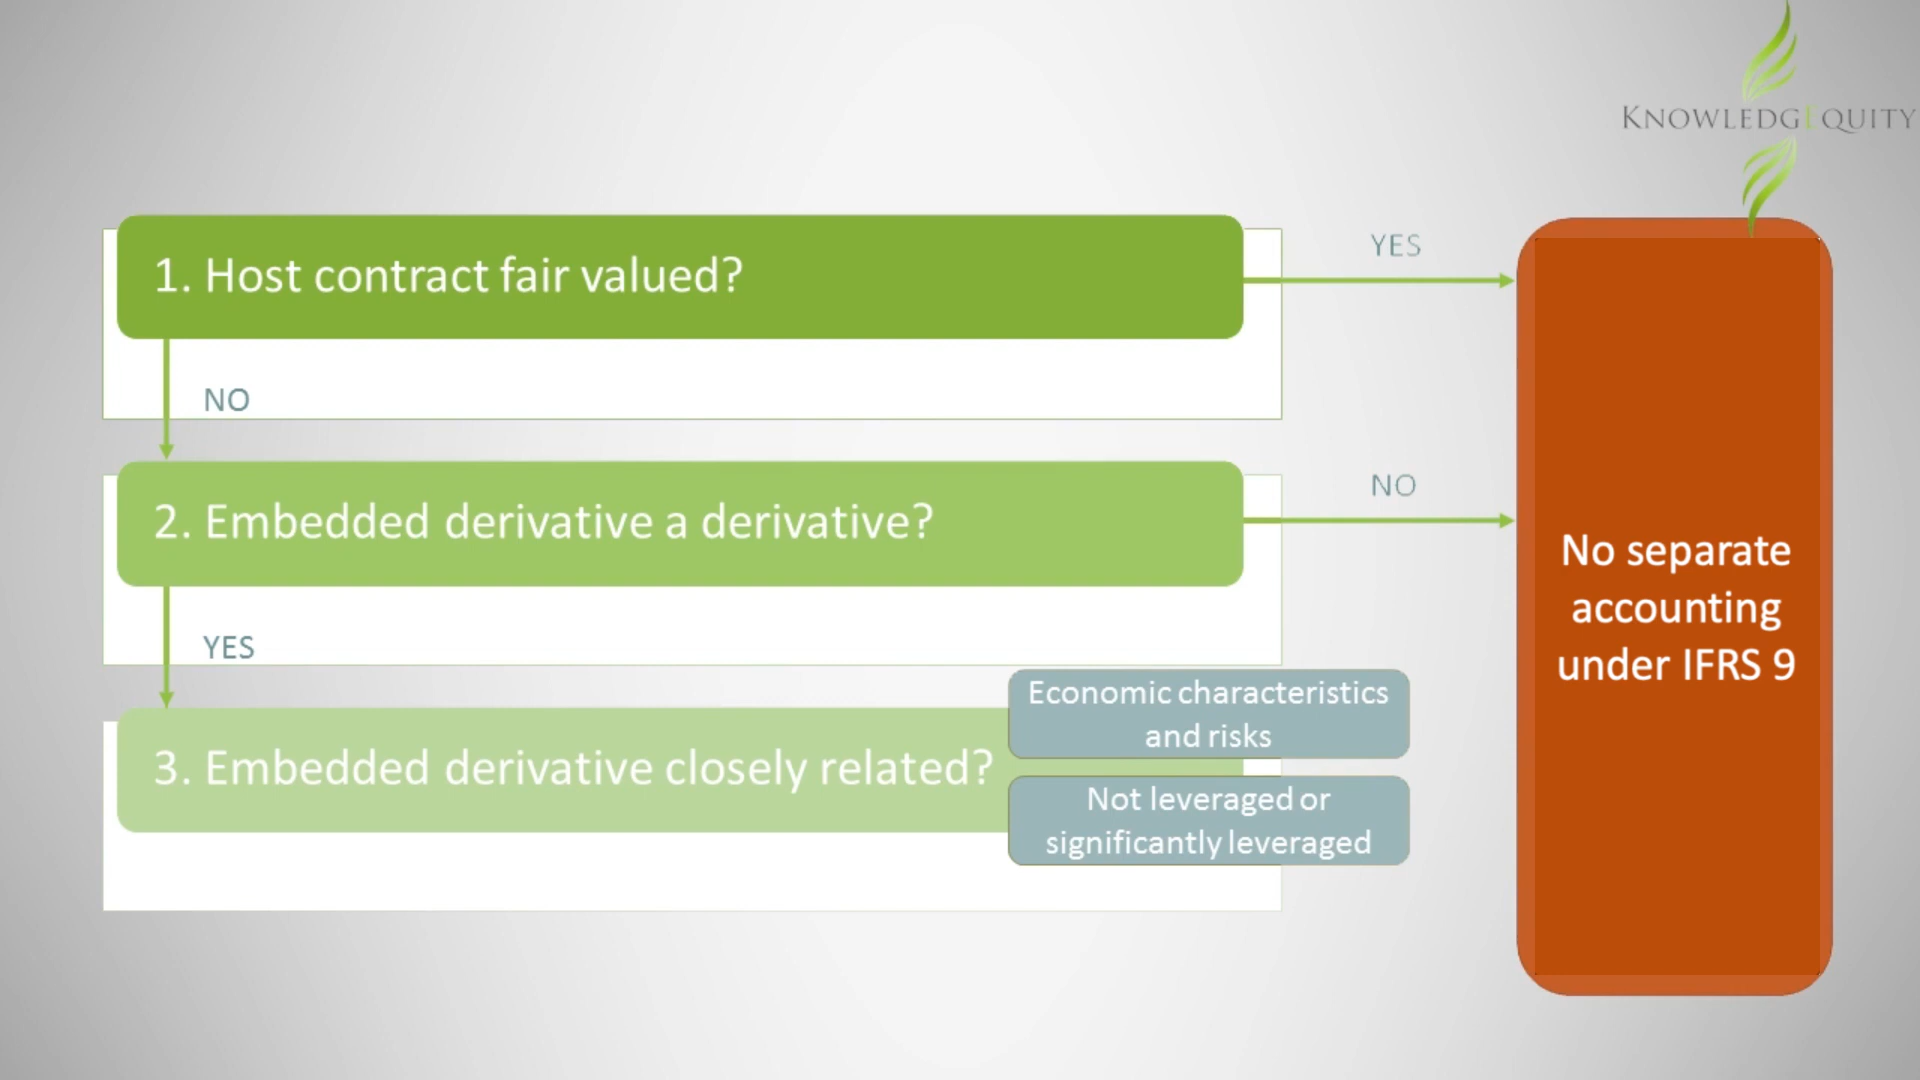 KNOWLEDGEQUITY
1. Host contract fair valued?
YES
NO
2. Embedded derivative a derivative?
NO
YES
3. Embedded derivative closely related?
Economic characteristics
and risks
Not leveraged or
significantly leveraged
No separate
accounting
under IFRS 9